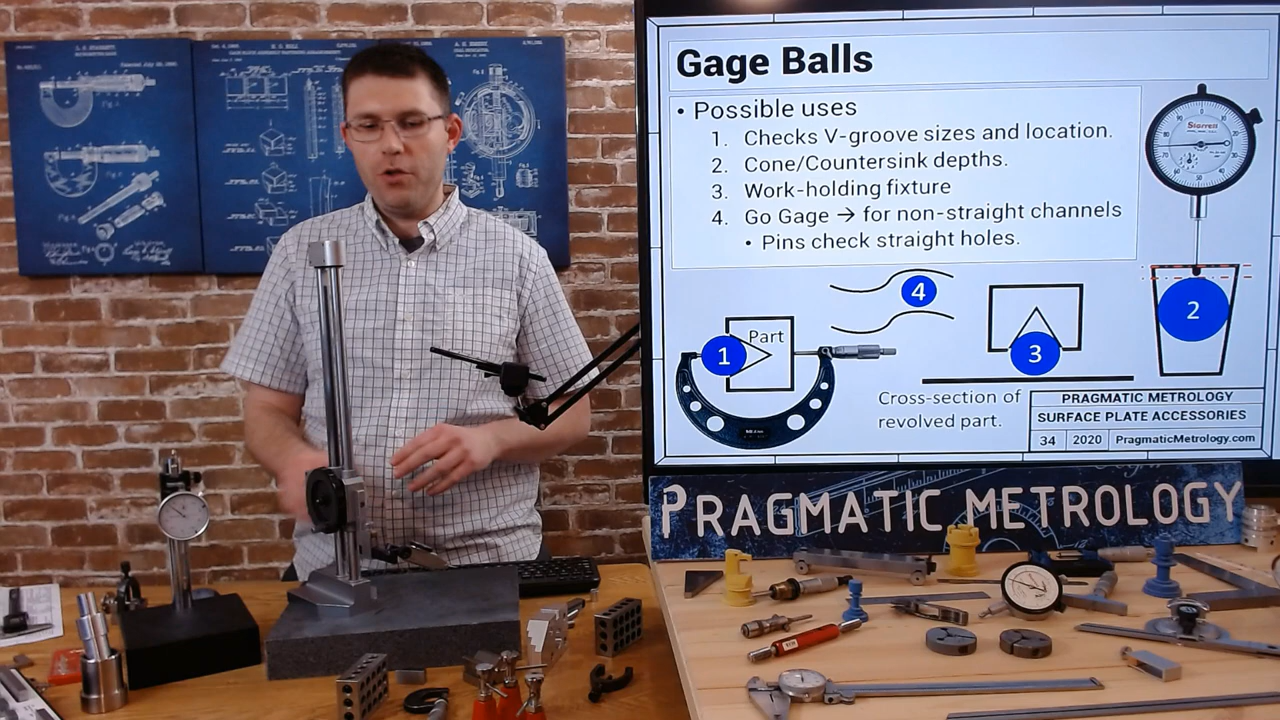 Gage Balls
• Possible uses
1. Checks V-groove sizes and location.
2. Cone/Countersink depths.
3. Work-holding fixture
4. Go Gage → for non-straight channels
• Pins check straight holes.
Starrett
4
2
Part
1
3
Cross-section of
revolved part.
PRAGMATIC METROLOGY
SURFACE PLATE ACCESSORIES
34 2020 PragmaticMetrology.com
PRAGMATIC METROLOGY